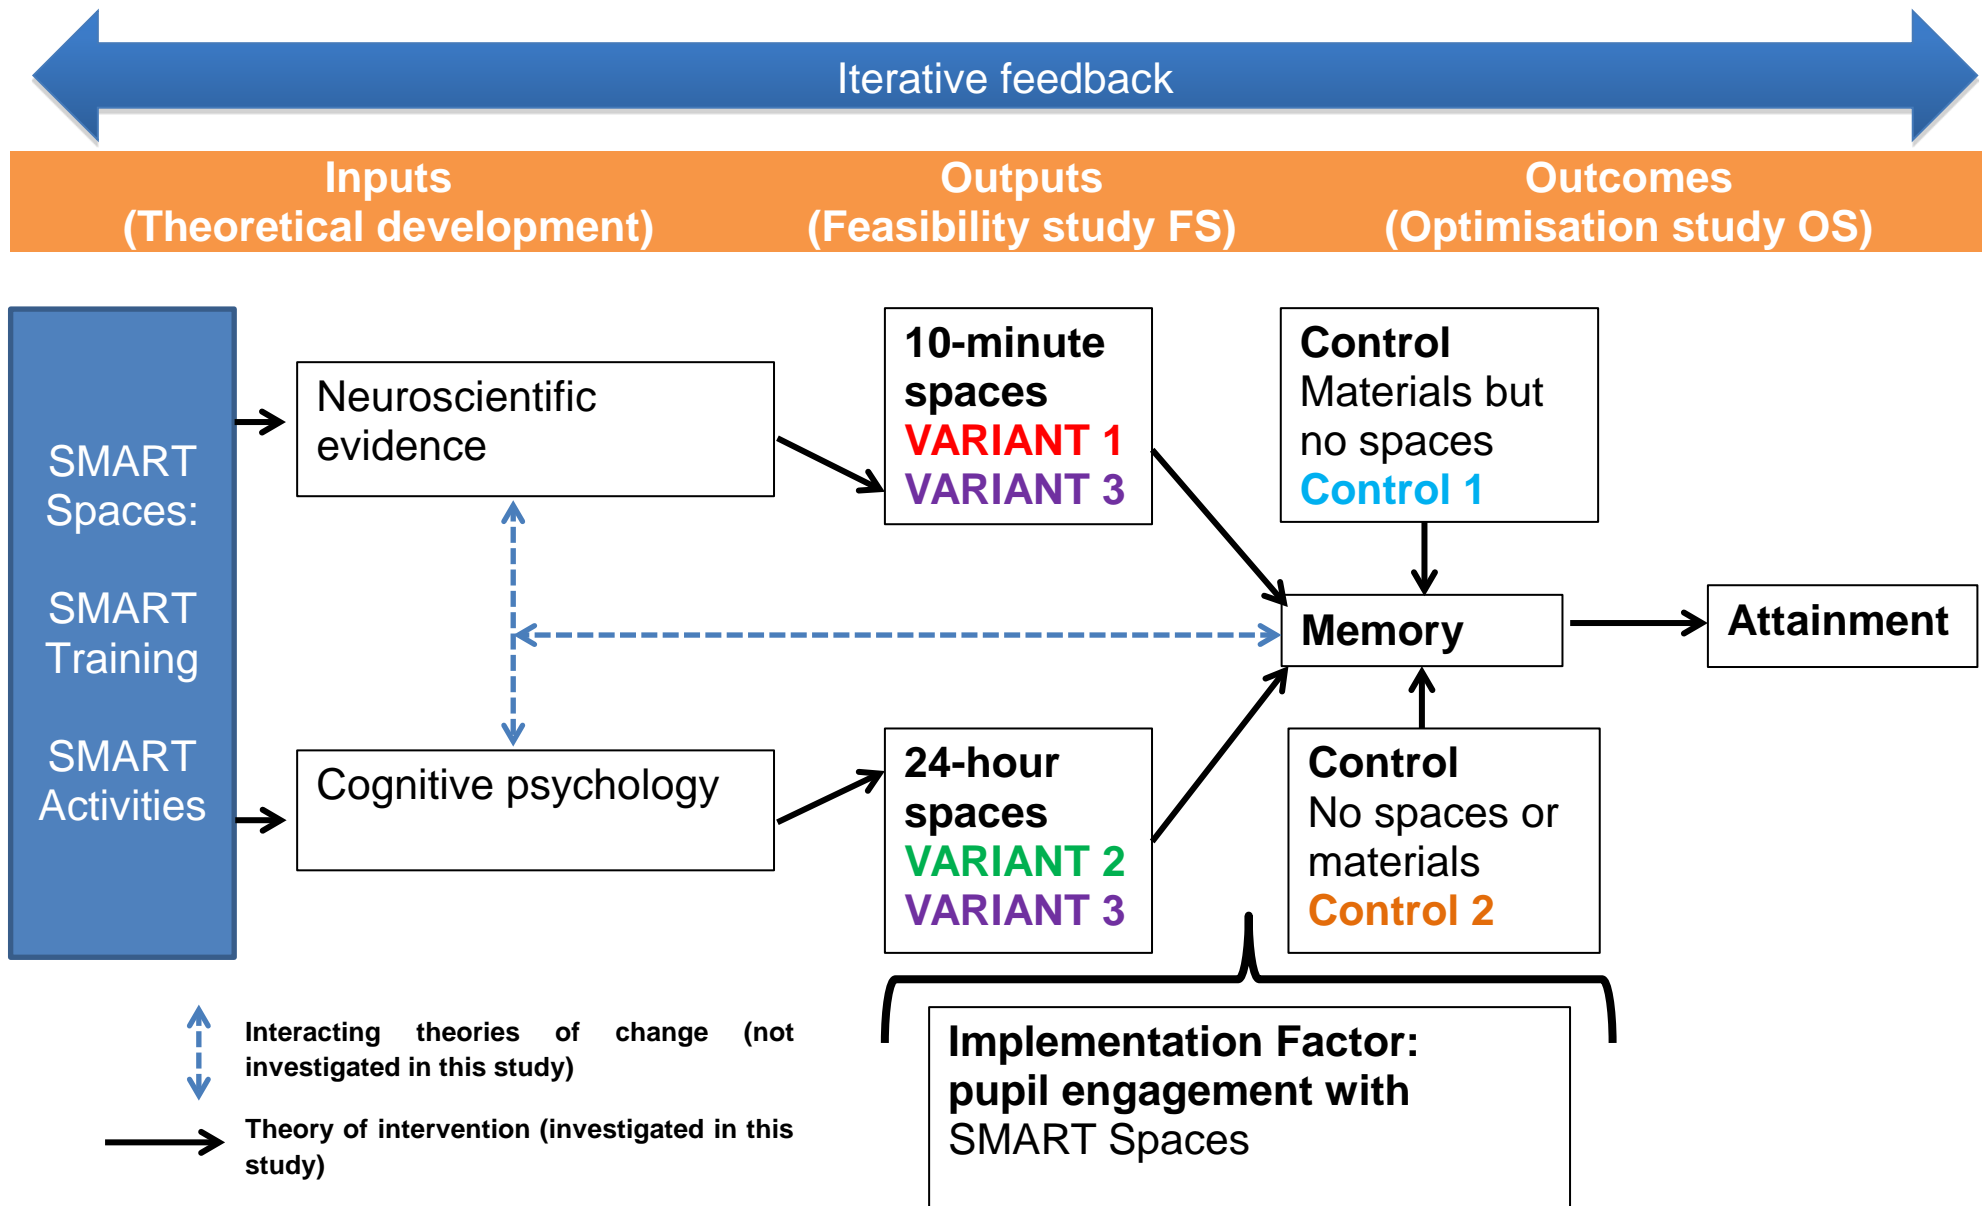 Iterative feedback
Inputs
(Theoretical development)
Outputs
(Feasibility study FS)
Outcomes
(Optimisation study OS)
SMART
Spaces:
SMART
Training
SMART
Activities
Neuroscientific
evidence
Cognitive psychology
10-minute
spaces
VARIANT 1
VARIANT 3
24-hour
spaces
VARIANT 2
VARIANT 3
Control
Materials but
no spaces
Control 1
Memory
Attainment
Control
No spaces or
materials
Control 2
Interacting theories of change (not
investigated in this study)
Theory of intervention (investigated in this
study)
Implementation Factor:
pupil engagement with
SMART Spaces